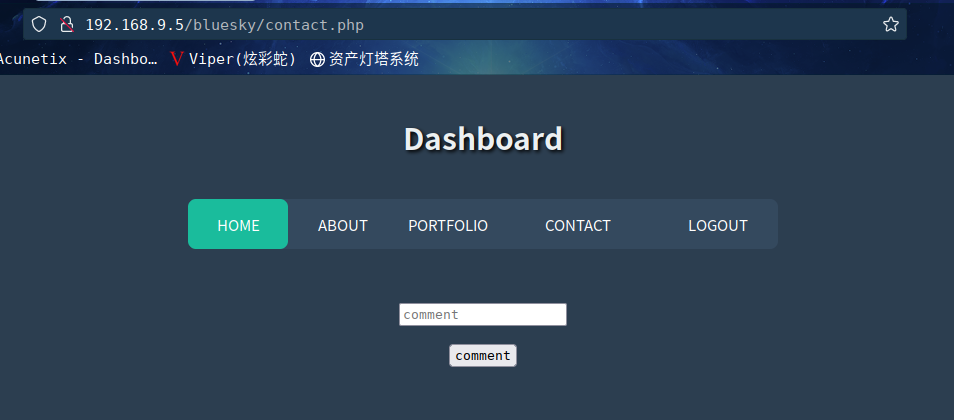 192.168.9.5/bluesky/contact.php
Acunetix - Dashbo… Viper(炫彩蛇) 资产灯塔系统
Dashboard
HOME ABOUT PORTFOLIO CONTACT LOGOUT
comment
comment